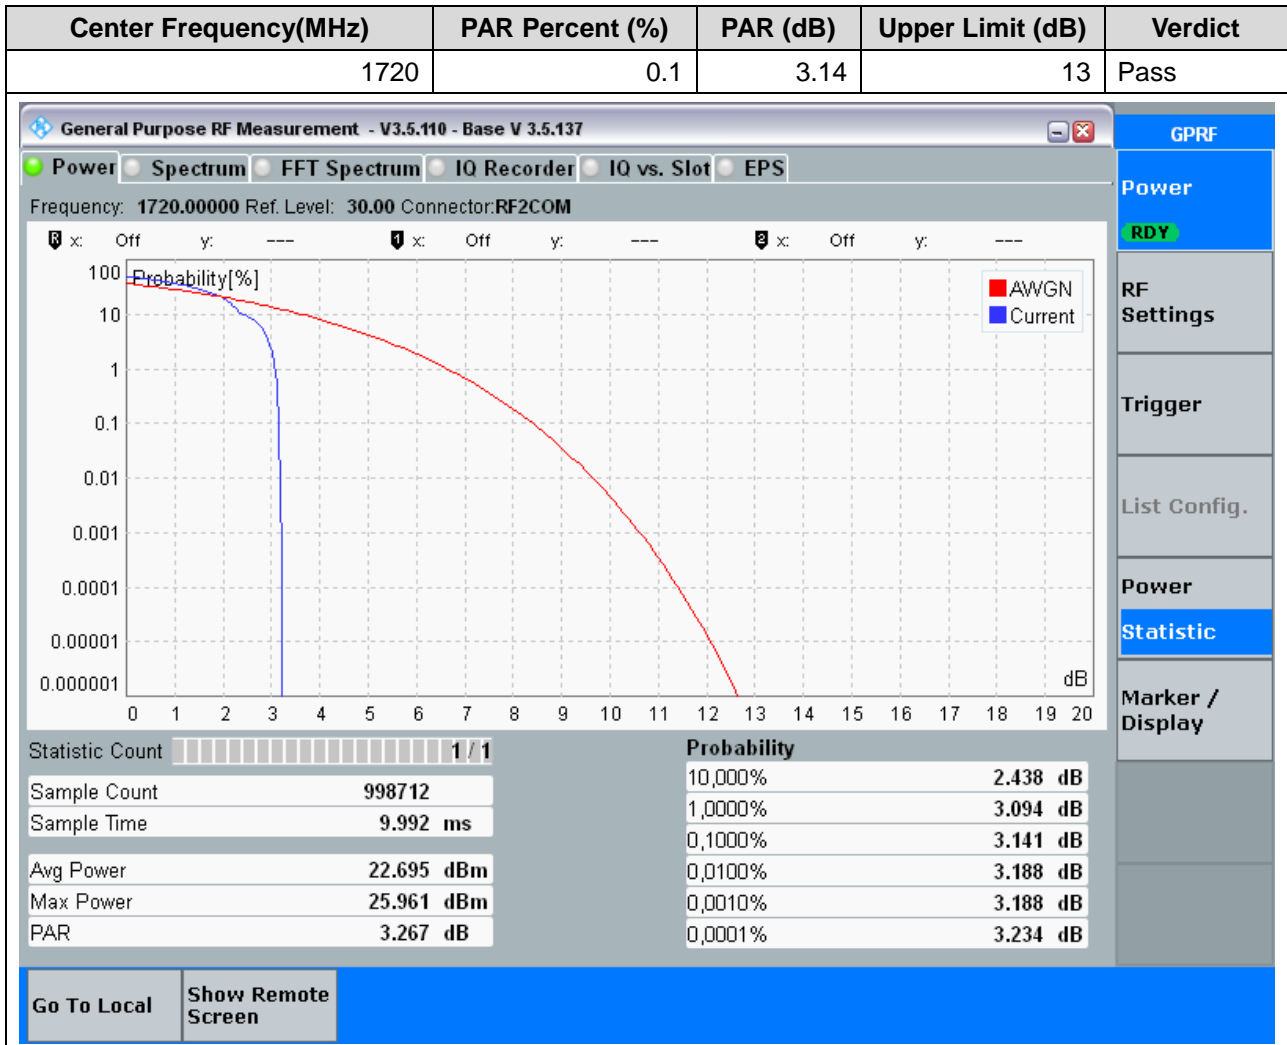 Center Frequency(MHz) PAR Percent (%) PAR (dB) Upper Limit (dB) Verdict
1720 0.1 3.14 13 Pass
General Purpose RF Measurement - V3.5.110 - Base V 3.5.137
GPRF
Power Spectrum FFT Spectrum IQ Recorder IQ vs. Slot EPS
Frequency: 1720.00000 Ref. Level: 30.00 Connector:RF2COM
R x: Off y: --- 1 x: Off y: --- 2 x: Off y: ---
Probability[%]
AWGN
Current
100
10
1
0.1
0.01
0.001
0.0001
0.00001
0.000001
dB
0 1 2 3 4 5 6 7 8 9 10 11 12 13 14 15 16 17 18 19 20
Statistic Count 1 / 1
Sample Count 998712
Sample Time 9.992 ms
Avg Power 22.695 dBm
Max Power 25.961 dBm
PAR 3.267 dB
Probability
10,000% 2.438 dB
1,0000% 3.094 dB
0,1000% 3.141 dB
0,0100% 3.188 dB
0,0010% 3.188 dB
0,0001% 3.234 dB
Power
RDY
RF
Settings
Trigger
List Config.
Power
Statistic
Marker /
Display
Go To Local
Show Remote
Screen